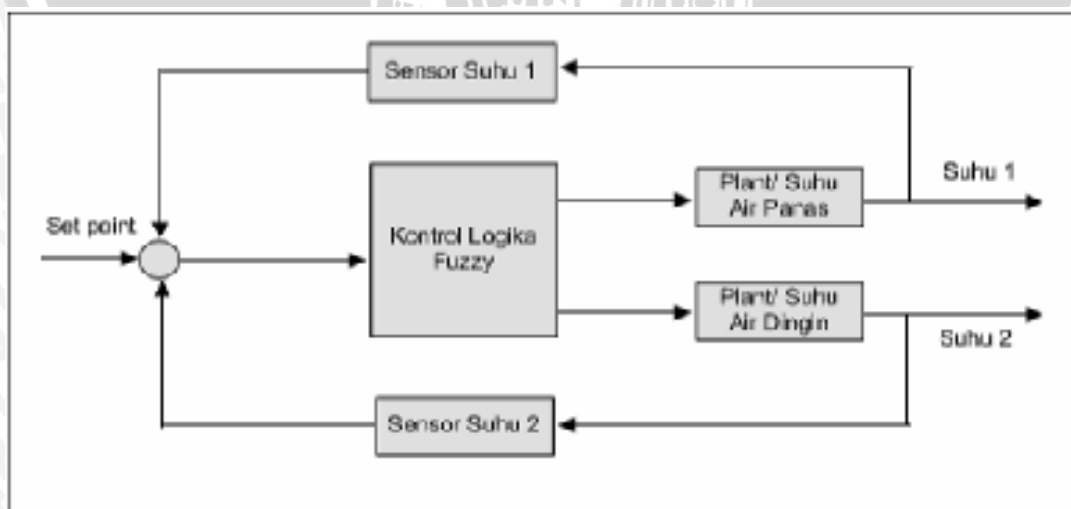 Sensor Suhu 1
Set point
Kontrol Logika
Fuzzy
Plant/ Suhu
Air Panas
Suhu 1
Plant/ Suhu
Air Dingin
Suhu 2
Sensor Suhu 2